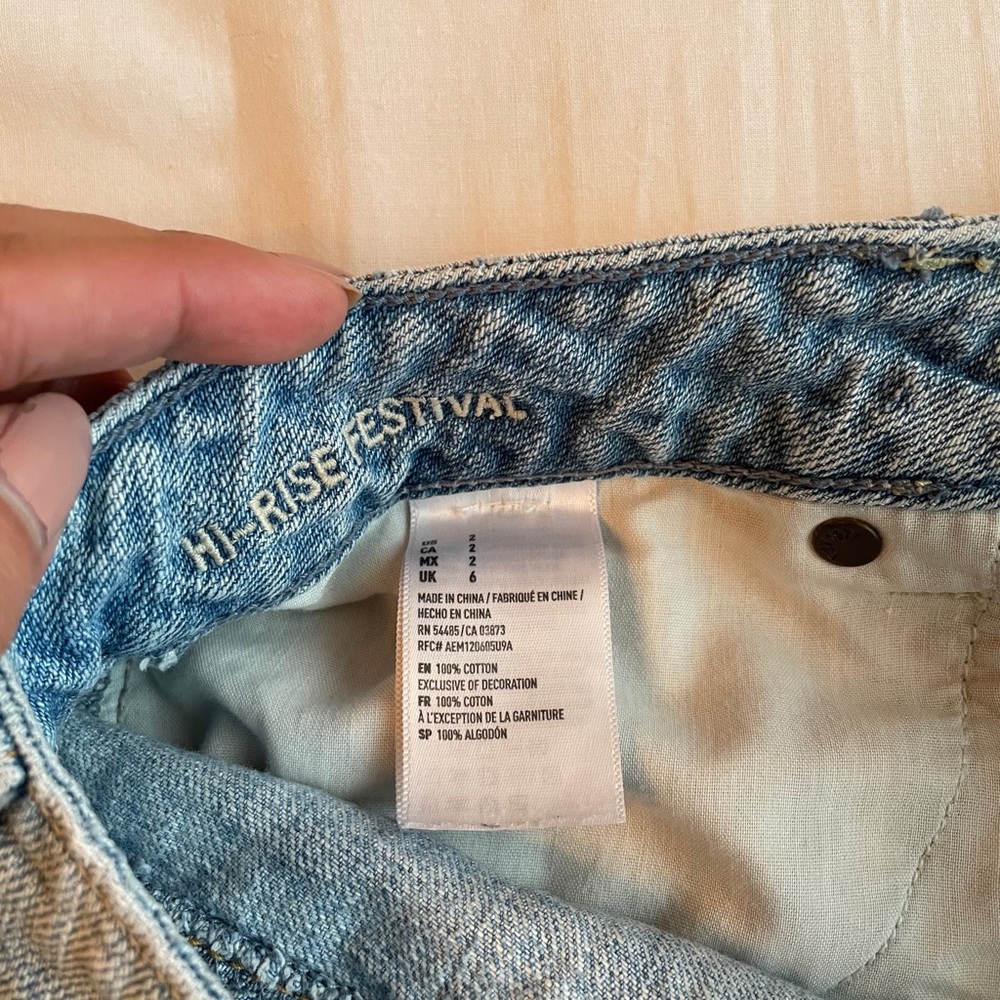 HI-RISE FESTIVAL
US 2
CA 2
MX 2
UK 6
MADE IN CHINA / FABRIQUÉ EN CHINE /
HECHO EN CHINA
RN 54485/CA 03873
RFC# AEM120605U9A
EN 100% COTTON
EXCLUSIVE OF DECORATION
FR 100% COTON
À L'EXCEPTION DE LA GARNITURE
SP 100% ALGODÓN